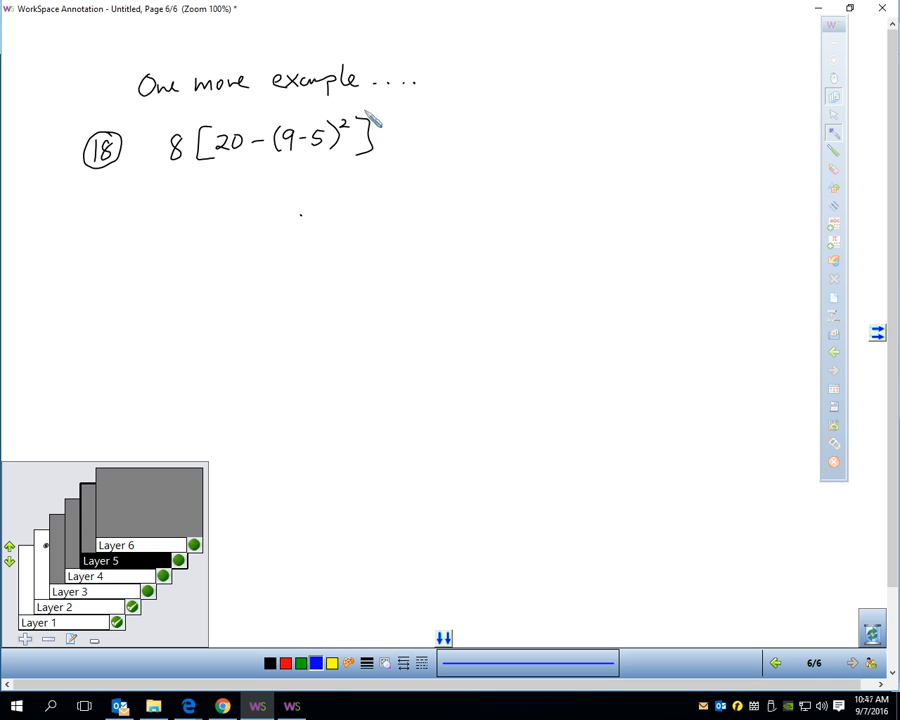 WorkSpace Annotation - Untitled, Page 6/6 (Zoom 100%) *
One more example ....
18 8 [20 - (9-5)² ]
Layer 6
Layer 5
Layer 4
Layer 3
Layer 2
Layer 1
6/6
10:47 AM
9/7/2016